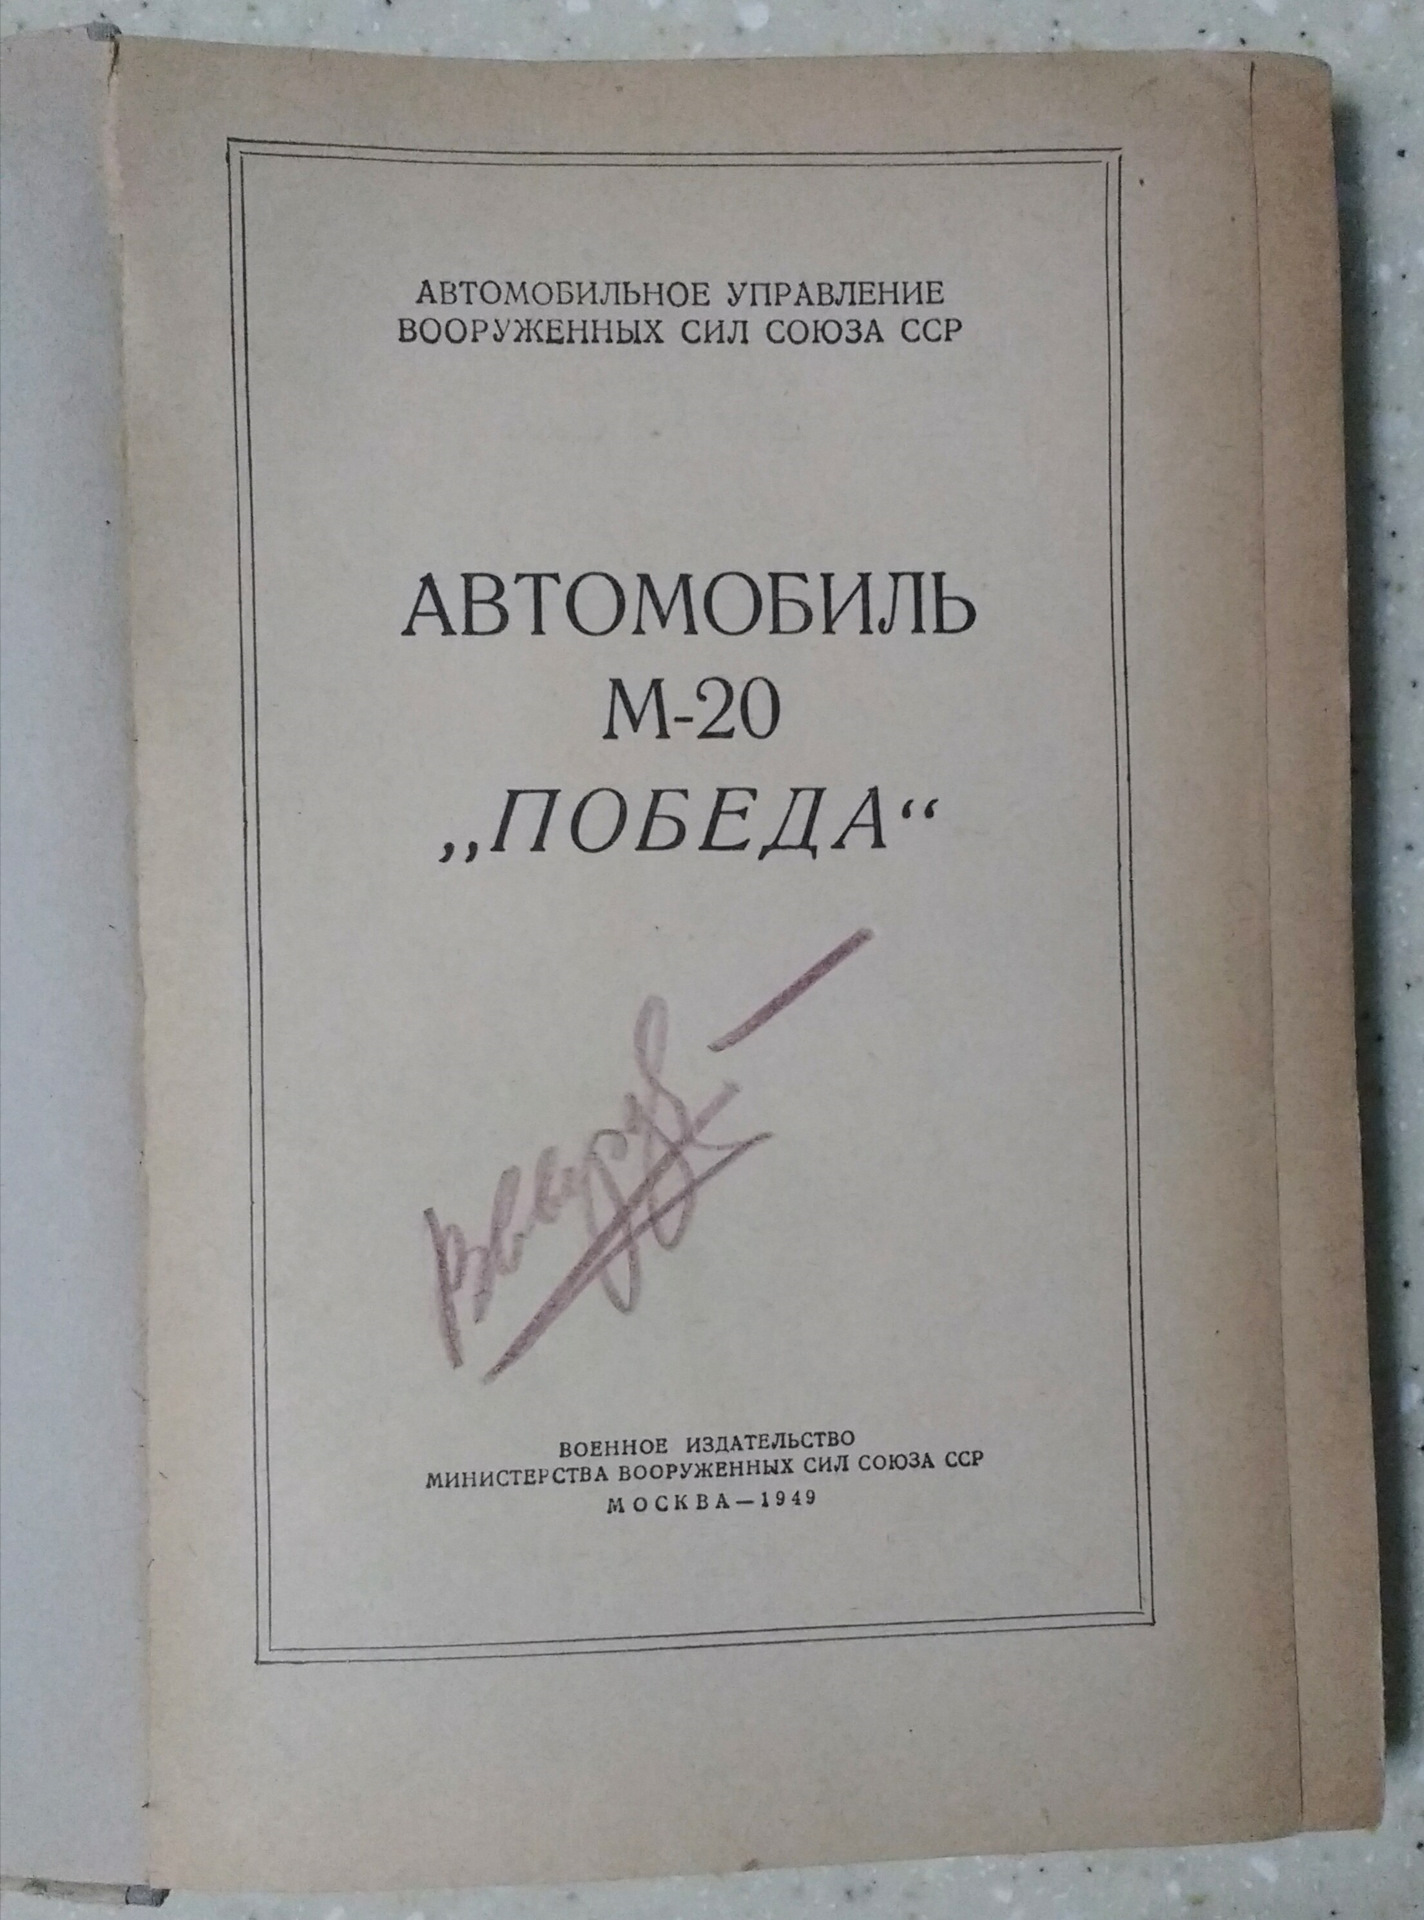 АВТОМОБИЛЬНОЕ УПРАВЛЕНИЕ
ВООРУЖЕННЫХ СИЛ СОЮЗА ССР
АВТОМОБИЛЬ
М-20
„ПОБЕДА“
ВОЕННОЕ ИЗДАТЕЛЬСТВО
МИНИСТЕРСТВА ВООРУЖЕННЫХ СИЛ СОЮЗА ССР
МОСКВА—1949